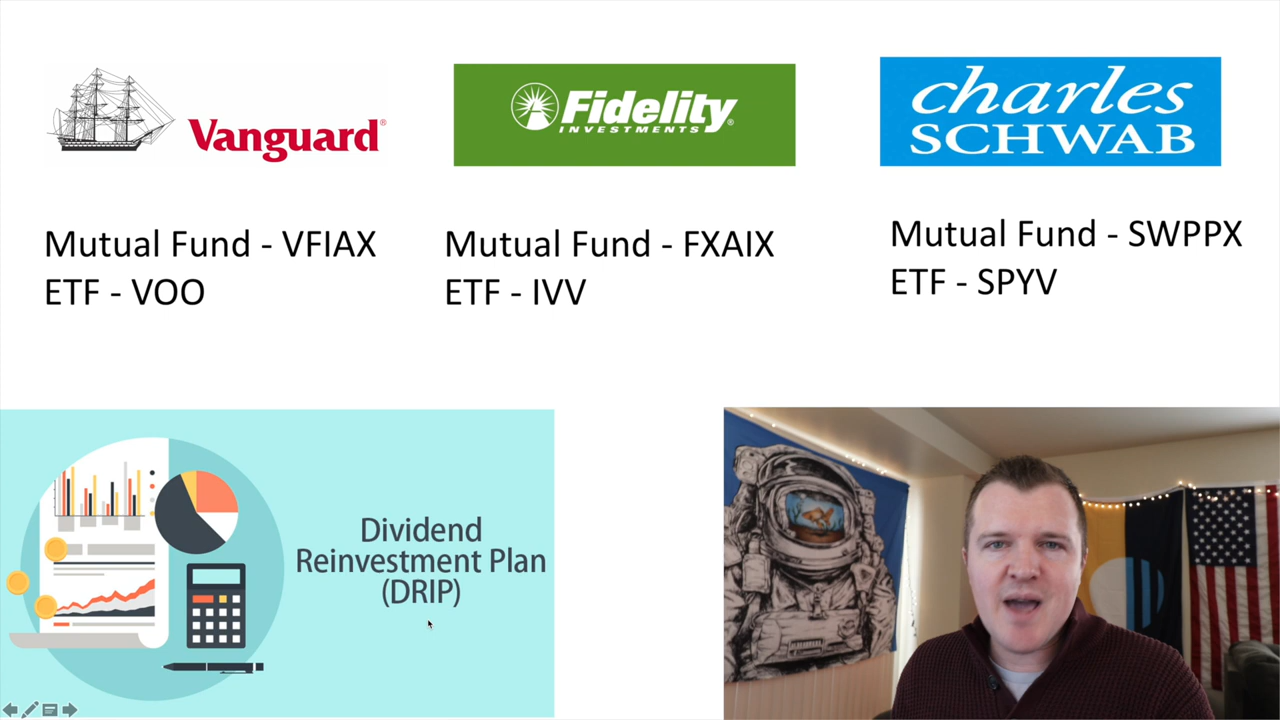 Vanguard®
Fidelity®
INVESTMENTS
charles
SCHWAB
Mutual Fund - VFIAX
ETF - VOO
Mutual Fund - FXAIX
ETF - IVV
Mutual Fund - SWPPX
ETF - SPYV
Dividend
Reinvestment Plan
(DRIP)